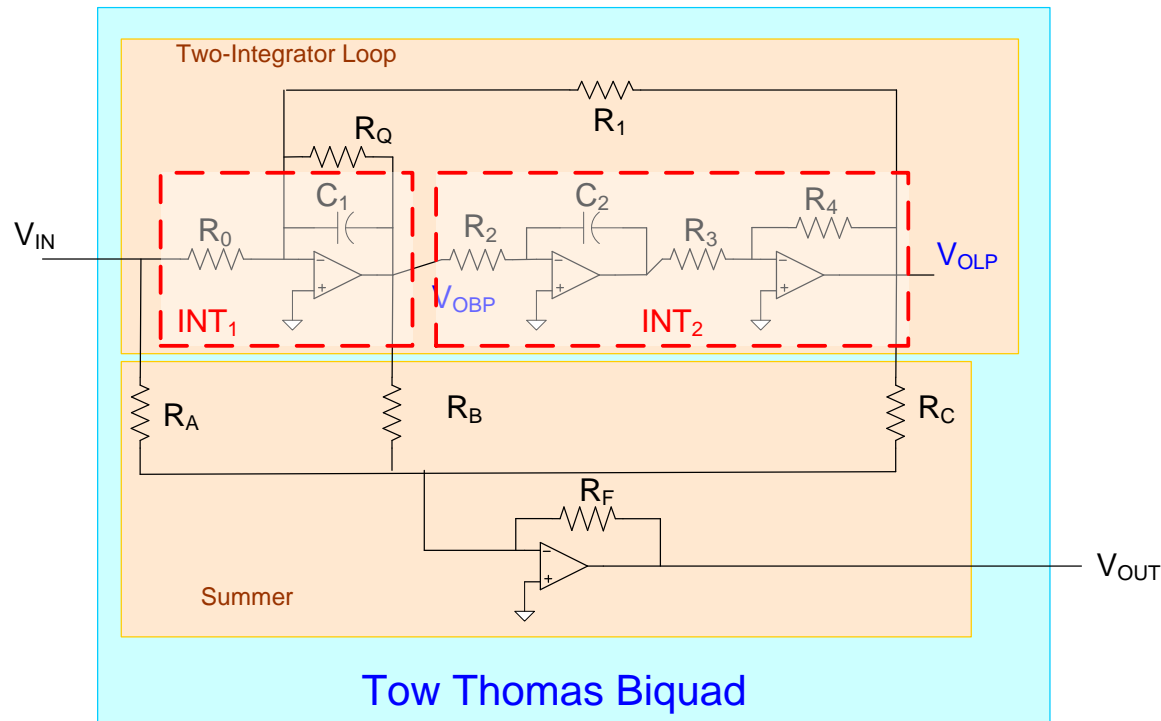 Two-Integrator Loop
R1
RQ
C1
C2
R4
VIN
R0
R2
R3
VOLP
VOBP
INT1
INT2
RA
RB
RC
RF
VOUT
Summer
Tow Thomas Biquad